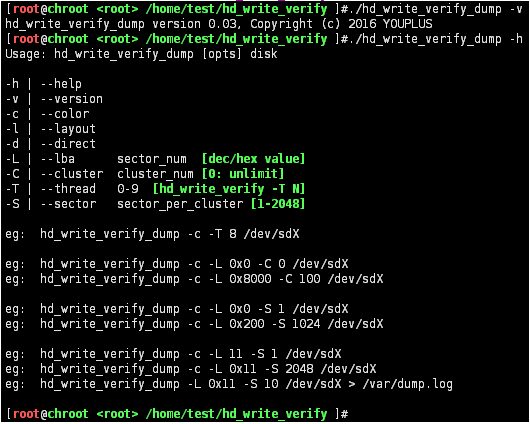 [root@chroot <root> /home/test/hd_write_verify ]#./hd_write_verify_dump -v
hd_write_verify_dump version 0.03, Copyright (c) 2016 YOUPLUS
[root@chroot <root> /home/test/hd_write_verify ]#./hd_write_verify_dump -h
Usage: hd_write_verify_dump [opts] disk
-h | --help
-v | --version
-c | --color
-l | --layout
-d | --direct
-L | --lba      sector_num  [dec/hex value]
-C | --cluster  cluster_num [0: unlimit]
-T | --thread   0-9  [hd_write_verify -T N]
-S | --sector   sector_per_cluster [1-2048]
eg:  hd_write_verify_dump -c -T 8 /dev/sdX
eg:  hd_write_verify_dump -c -L 0x0 -C 0 /dev/sdX
eg:  hd_write_verify_dump -c -L 0x8000 -C 100 /dev/sdX
eg:  hd_write_verify_dump -c -L 0x0 -S 1 /dev/sdX
eg:  hd_write_verify_dump -c -L 0x200 -S 1024 /dev/sdX
eg:  hd_write_verify_dump -c -L 11 -S 1 /dev/sdX
eg:  hd_write_verify_dump -c -L 0x11 -S 2048 /dev/sdX
eg:  hd_write_verify_dump -L 0x11 -S 10 /dev/sdX > /var/dump.log
[root@chroot <root> /home/test/hd_write_verify ]#